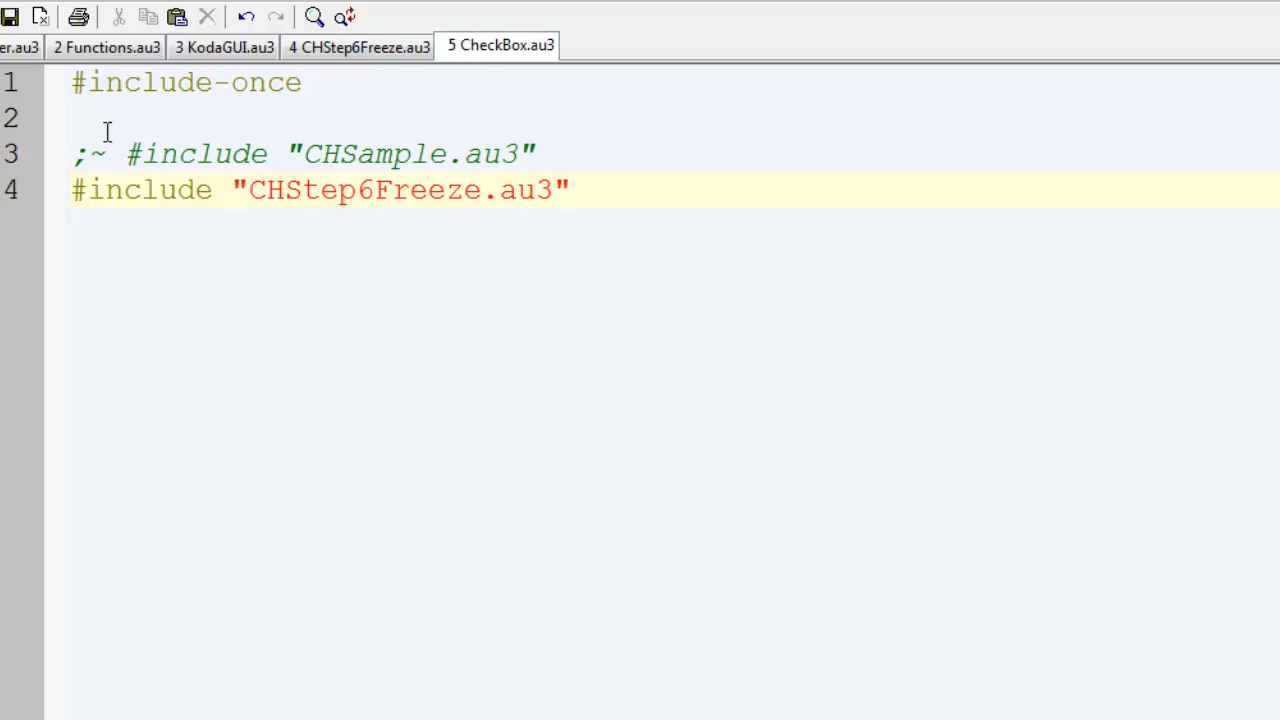 er.au3 2 Functions.au3 3 KodaGUI.au3 4 CHStep6Freeze.au3 5 CheckBox.au3
1 #include-once
2
3 ;~ #include "CHSample.au3"
4 #include "CHStep6Freeze.au3"